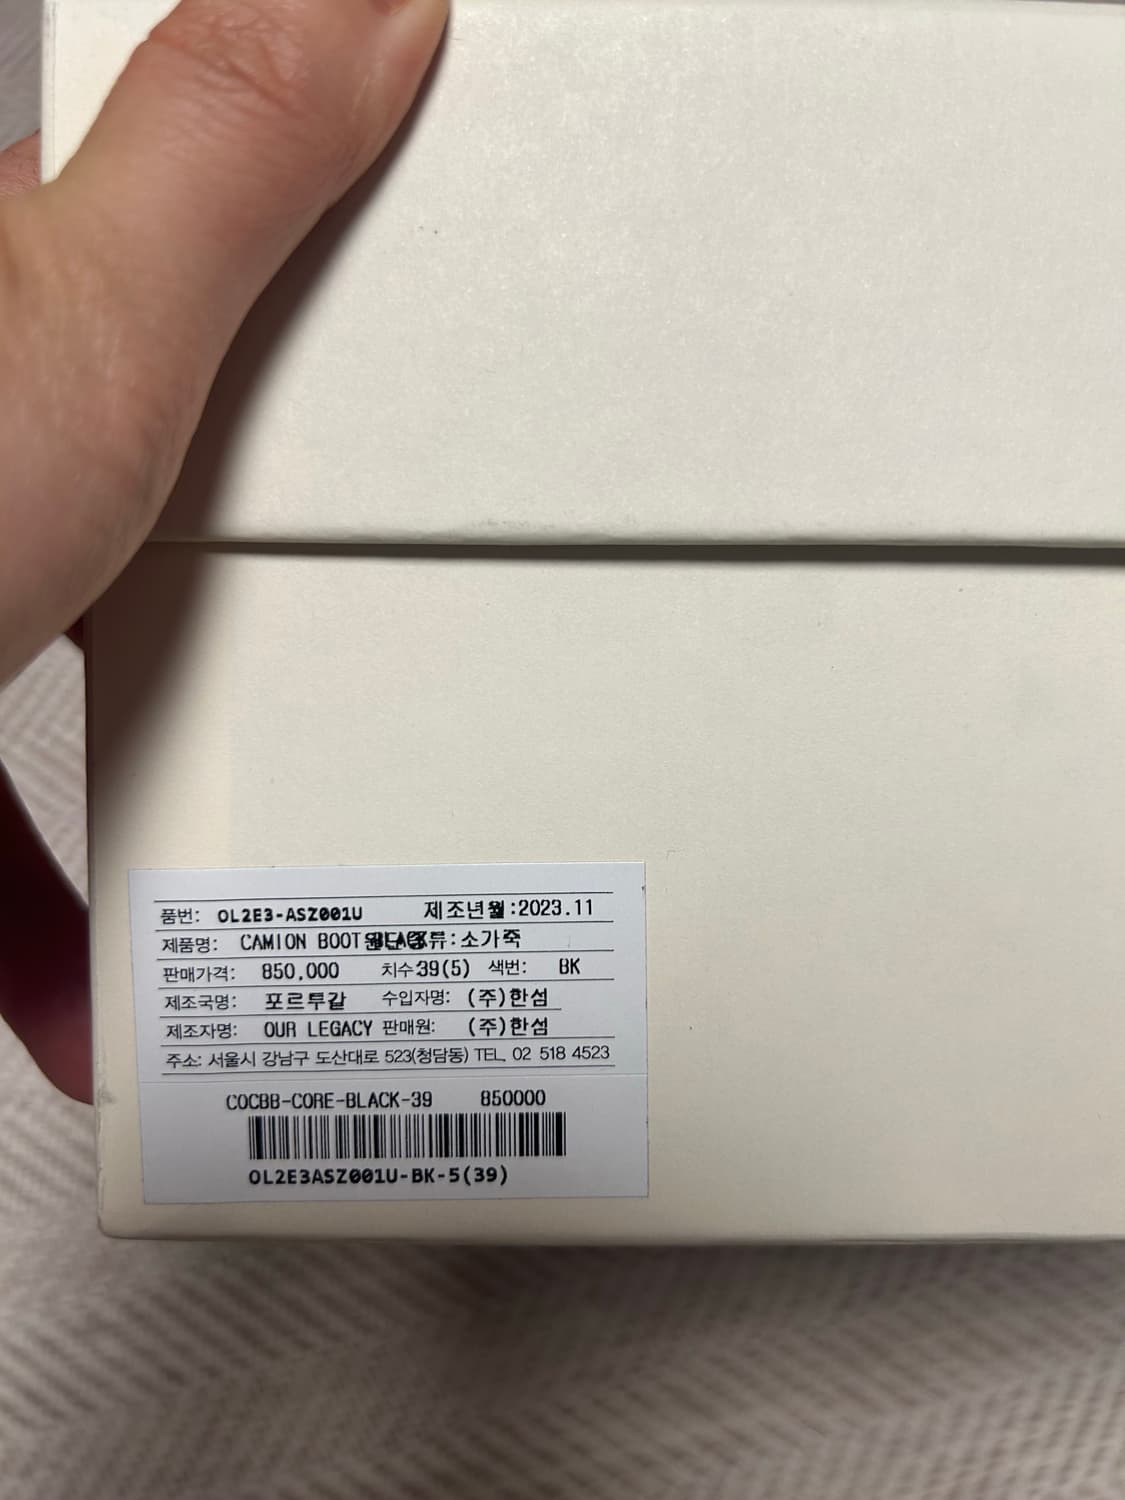 품번: OL2E3-ASZ001U 제조년월:2023.11
제품명: CAMION BOOT 류:소가죽
판매가격: 850,000 치수39(5) 색번: BK
제조국명: 포르투갈 수입자명: (주)한섬
제조자명: OUR LEGACY 판매원: (주)한섬
주소: 서울시 강남구 도산대로 523(청담동) TEL. 02 518 4523
COCBB-CORE-BLACK-39 850000
OL2E3ASZ001U-BK-5(39)